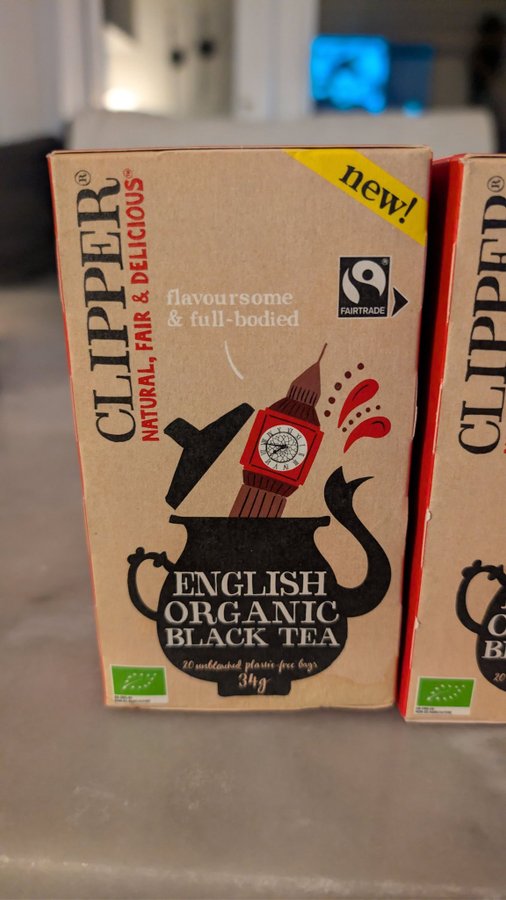 CLIPPER®
NATURAL, FAIR & DELICIOUS™
new!
FAIRTRADE
flavoursome
& full-bodied
ENGLISH
ORGANIC
BLACK TEA
20 unbleached plastic-free bags
34g
CLIPPER®